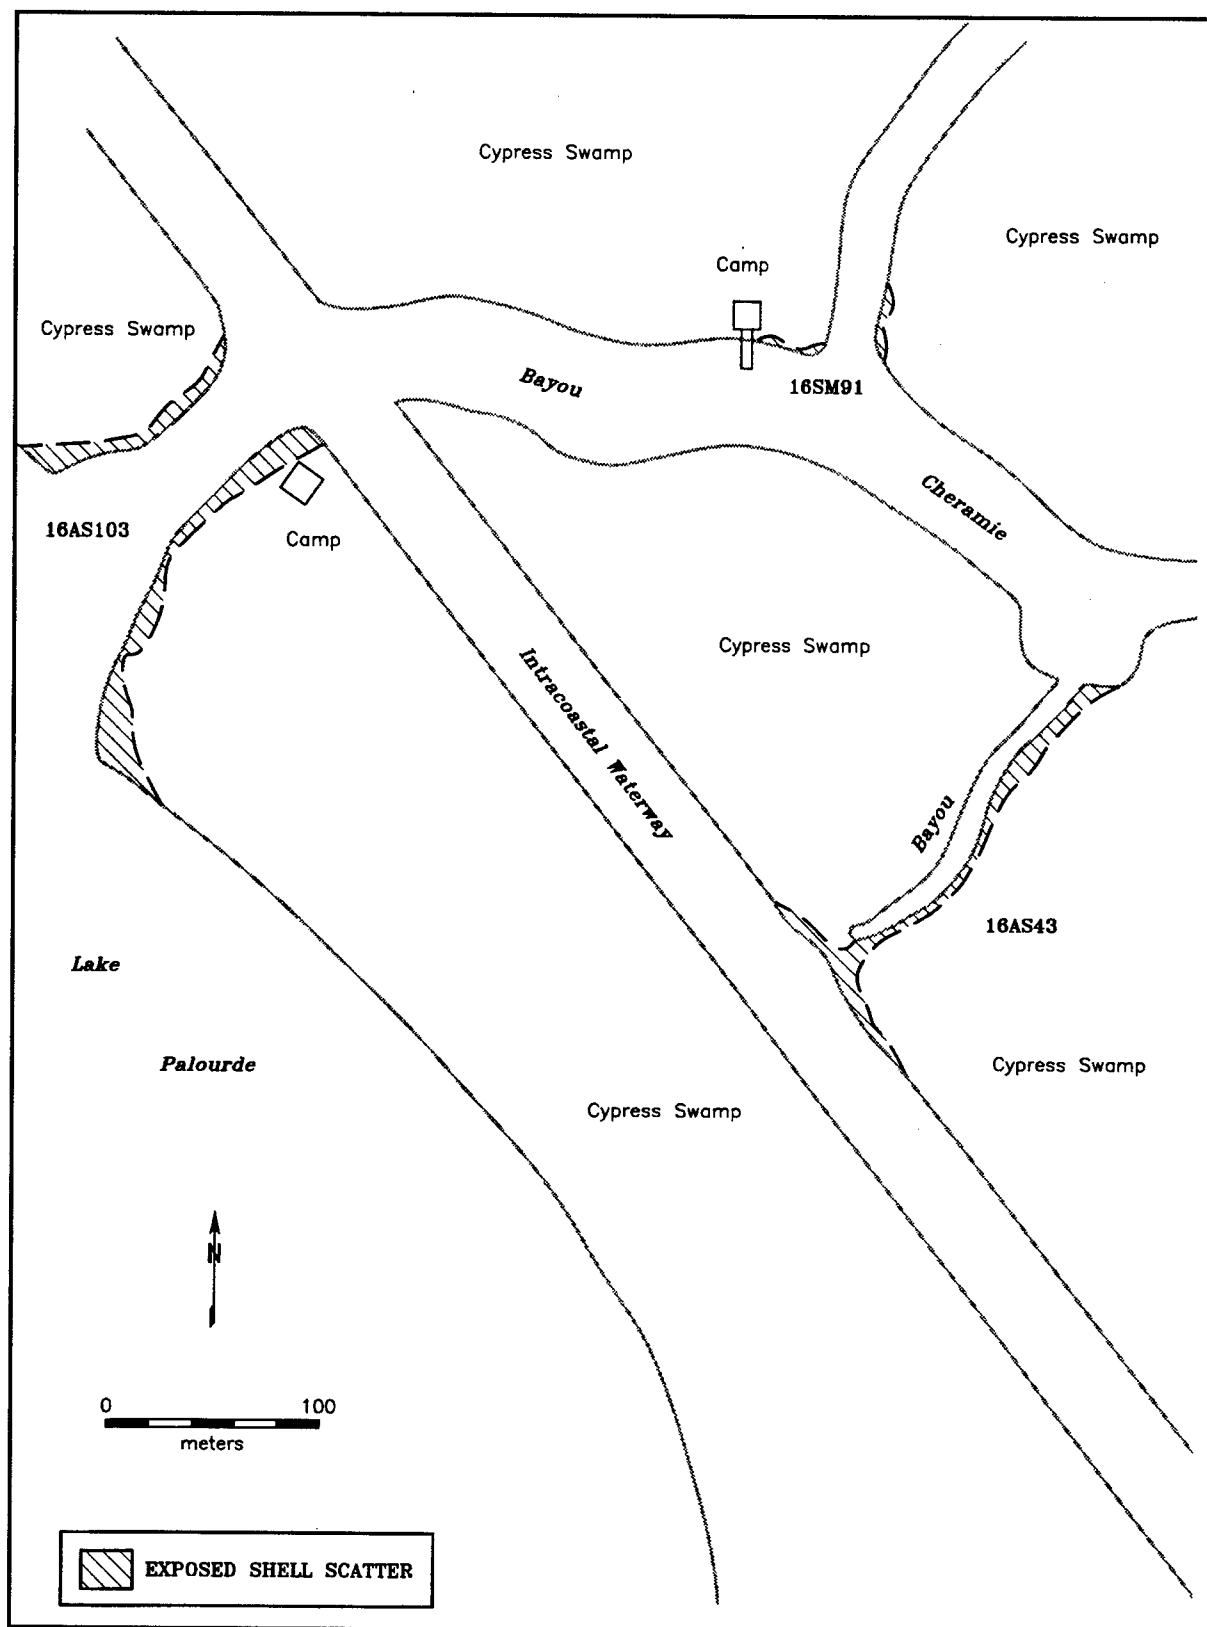 Cypress Swamp
Cypress Swamp
Camp
Cypress Swamp
Bayou
16SM91
Cheramie
16AS103
Camp
Cypress Swamp
Intracoastal Waterway
Bayou
16AS43
Lake
Palourde
Cypress Swamp
Cypress Swamp
N
0 100
meters
EXPOSED SHELL SCATTER